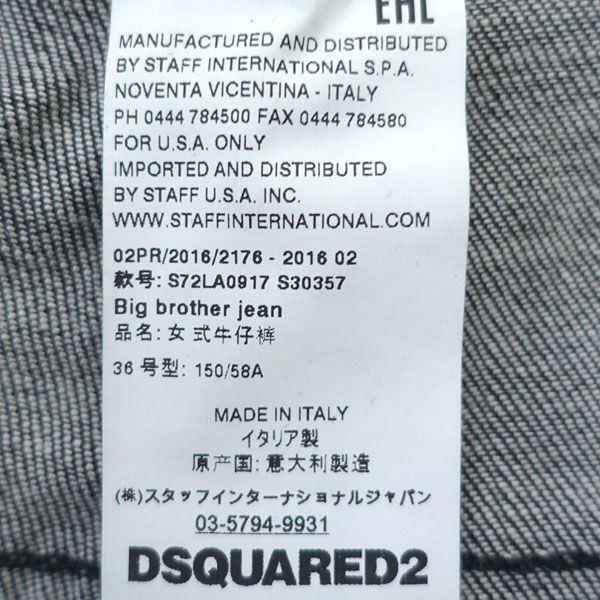 EAC
MANUFACTURED AND DISTRIBUTED
BY STAFF INTERNATIONAL S.P.A.
NOVENTA VICENTINA - ITALY
PH 0444 784500 FAX 0444 784580
FOR U.S.A. ONLY
IMPORTED AND DISTRIBUTED
BY STAFF U.S.A. INC.
WWW.STAFFINTERNATIONAL.COM
02PR/2016/2176 - 2016 02
款号: S72LA0917 S30357
Big brother jean
品名: 女 式牛仔裤
36 号型: 150/58A
MADE IN ITALY
イタリア製
原产国: 意大利製造
(株)スタッフインターナショナルジャパン
03-5794-9931
DSQUARED2